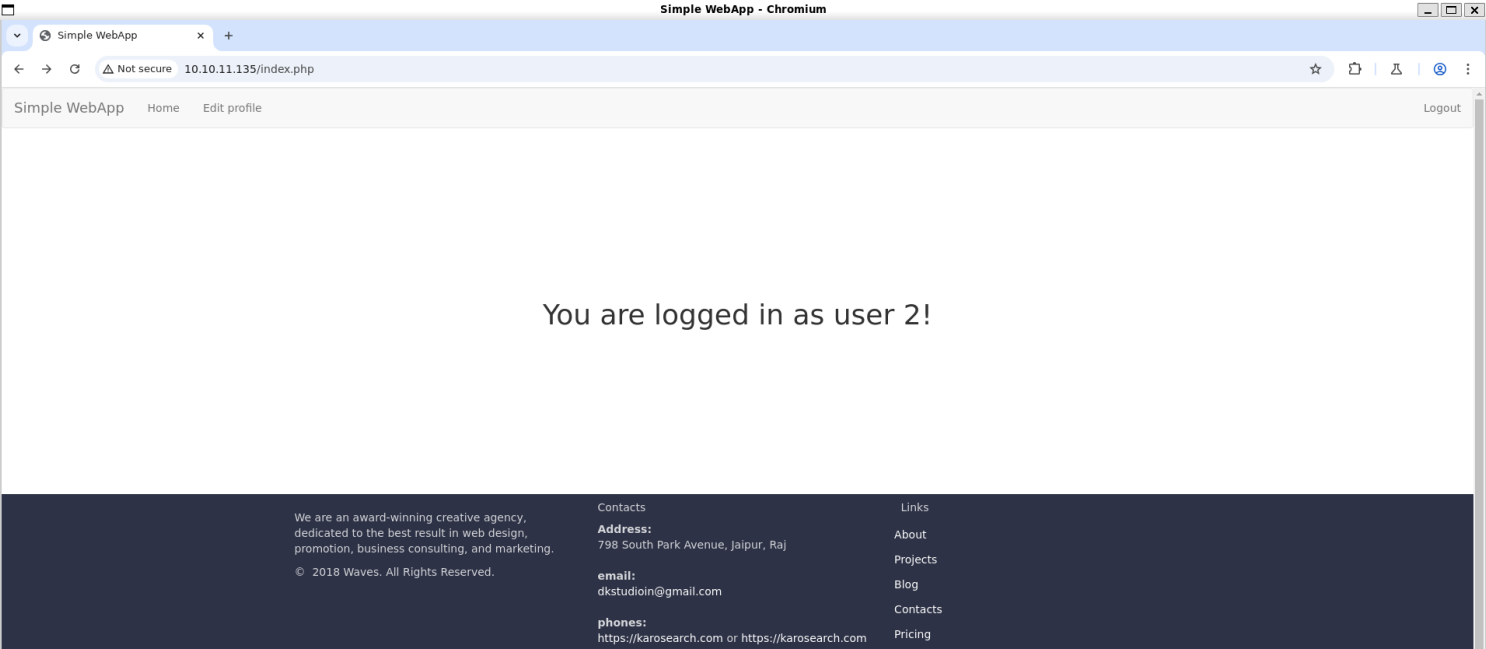 Simple WebApp - Chromium
Simple WebApp
Not secure 10.10.11.135/index.php
Simple WebApp Home Edit profile Logout
You are logged in as user 2!
We are an award-winning creative agency,
dedicated to the best result in web design,
promotion, business consulting, and marketing.
© 2018 Waves. All Rights Reserved.
Contacts
Address:
798 South Park Avenue, Jaipur, Raj
email:
dkstudioin@gmail.com
phones:
https://karosearch.com or https://karosearch.com
Links
About
Projects
Blog
Contacts
Pricing